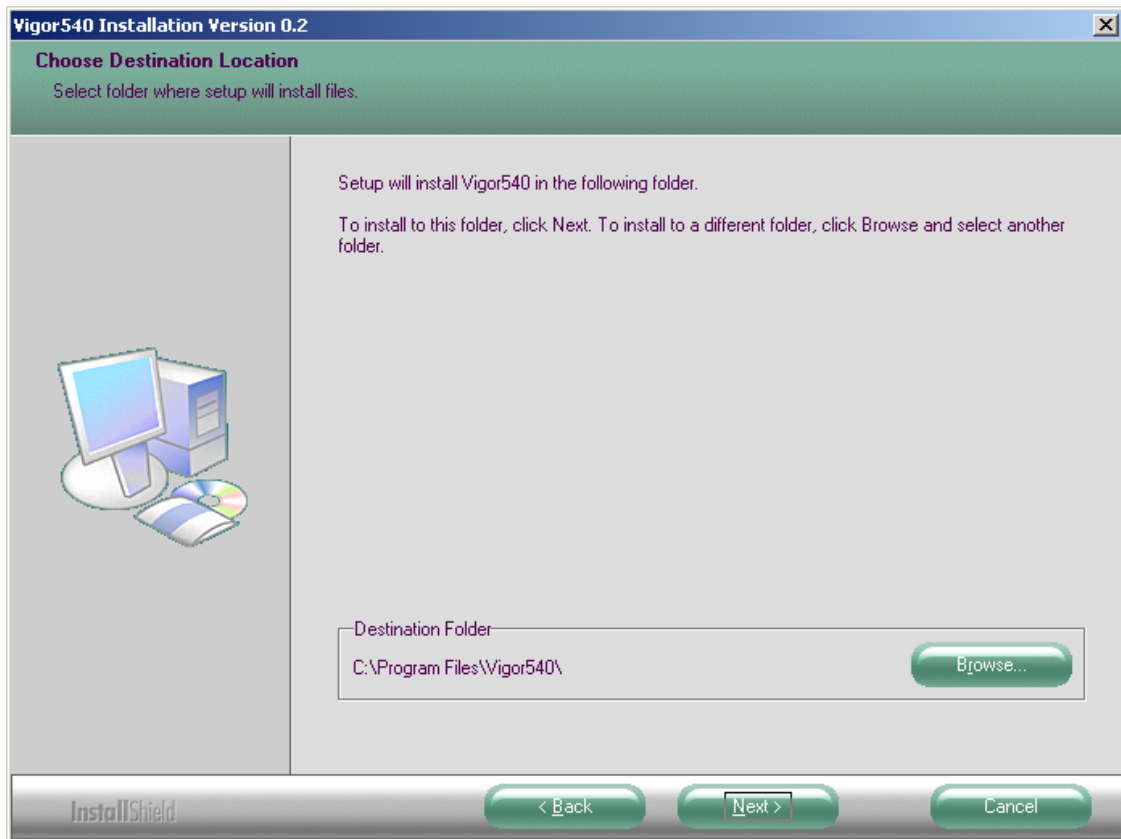 Vigor540 Installation Version 0.2
Choose Destination Location
Select folder where setup will install files.
Setup will install Vigor540 in the following folder.
To install to this folder, click Next. To install to a different folder, click Browse and select another
folder.
Destination Folder
C:\Program Files\Vigor540\
Browse...
InstallShield
< Back
Next >
Cancel